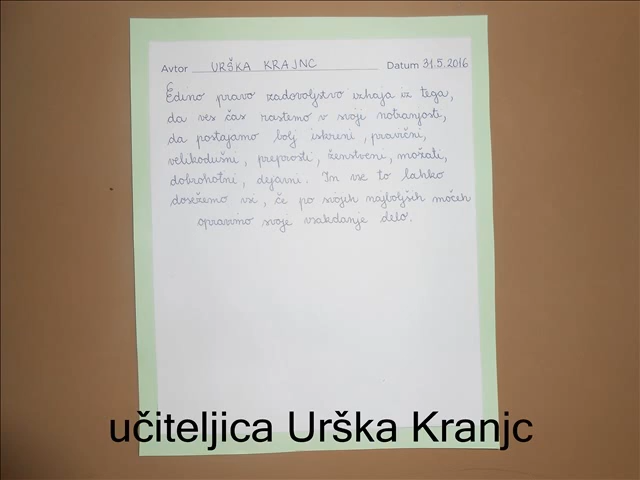 Avtor URŠKA KRAJNC Datum 31.5.2016
Edino pravo zadovoljstvo izhaja iz tega,
da ves čas rastemo v svoji notranjosti,
da postajamo bolj iskreni, pravični,
velikodušni, preprosti, ženstveni, možati,
dobrohotni, dejavni. In vse to lahko
dosežemo vsi, če po svojih najboljših močeh
opravimo svoje vsakdanje delo.
učiteljica Urška Kranjc